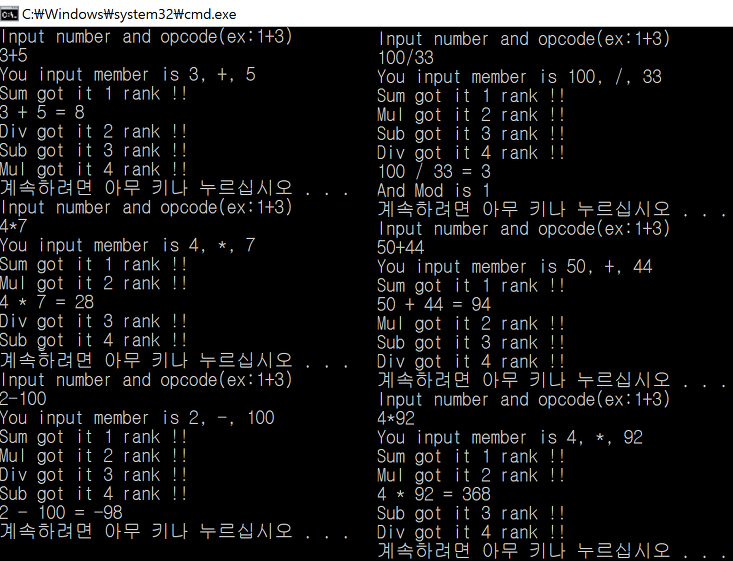 C:₩Windows₩system32₩cmd.exe
Input number and opcode(ex:1+3)
3+5
You input member is 3, +, 5
Sum got it 1 rank !!
3 + 5 = 8
Div got it 2 rank !!
Sub got it 3 rank !!
Mul got it 4 rank !!
계속하려면 아무 키나 누르십시오 . . .
Input number and opcode(ex:1+3)
4*7
You input member is 4, *, 7
Sum got it 1 rank !!
Mul got it 2 rank !!
4 * 7 = 28
Div got it 3 rank !!
Sub got it 4 rank !!
계속하려면 아무 키나 누르십시오 . . .
Input number and opcode(ex:1+3)
2-100
You input member is 2, -, 100
Sum got it 1 rank !!
Mul got it 2 rank !!
Div got it 3 rank !!
Sub got it 4 rank !!
2 - 100 = -98
계속하려면 아무 키나 누르십시오 . . .
Input number and opcode(ex:1+3)
100/33
You input member is 100, /, 33
Sum got it 1 rank !!
Mul got it 2 rank !!
Sub got it 3 rank !!
Div got it 4 rank !!
100 / 33 = 3
And Mod is 1
계속하려면 아무 키나 누르십시오 . . .
Input number and opcode(ex:1+3)
50+44
You input member is 50, +, 44
Sum got it 1 rank !!
50 + 44 = 94
Mul got it 2 rank !!
Sub got it 3 rank !!
Div got it 4 rank !!
계속하려면 아무 키나 누르십시오 . . .
Input number and opcode(ex:1+3)
4*92
You input member is 4, *, 92
Sum got it 1 rank !!
Mul got it 2 rank !!
4 * 92 = 368
Sub got it 3 rank !!
Div got it 4 rank !!
계속하려면 아무 키나 누르십시오 . . .